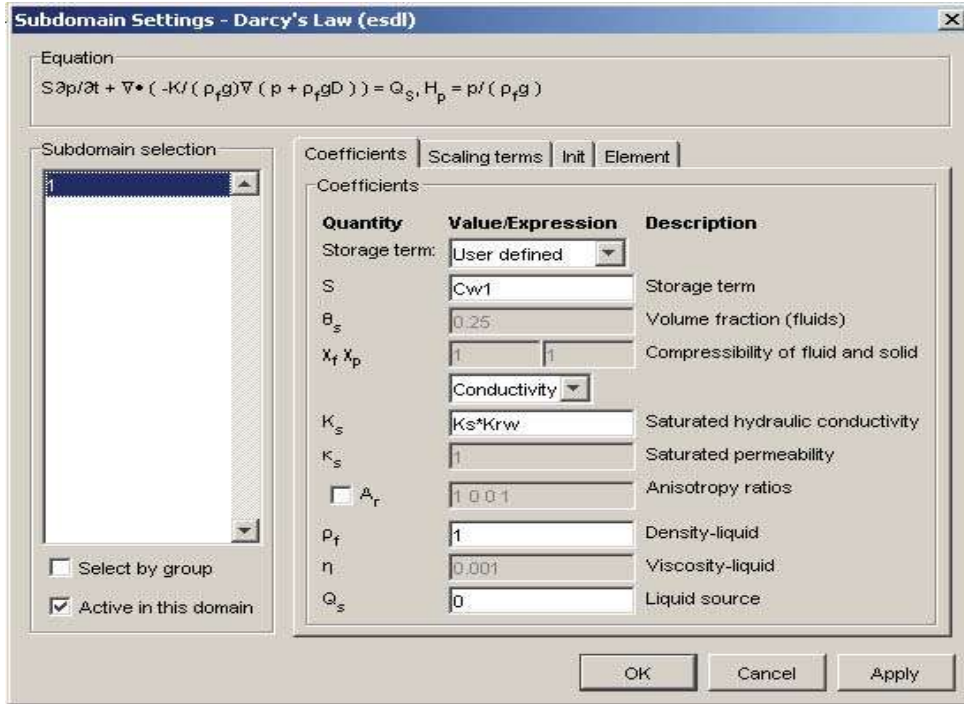 Subdomain Settings - Darcy's Law (esdl)
Equation
S∂p/∂t + ∇•( -K/( ρfg)∇ ( p + ρfgD ) ) = QS, Hp = p/( ρfg )
Subdomain selection
1
Select by group
Active in this domain
Coefficients Scaling terms Init Element
Coefficients
Quantity Value/Expression Description
Storage term: User defined
S Cw1 Storage term
θs 0.25 Volume fraction (fluids)
χf χp 1 1 Compressibility of fluid and solid
Conductivity
Ks Ks*Krw Saturated hydraulic conductivity
κs 1 Saturated permeability
Ar 1 0 0 1 Anisotropy ratios
ρf 1 Density-liquid
η 0.001 Viscosity-liquid
Qs 0 Liquid source
OK Cancel Apply